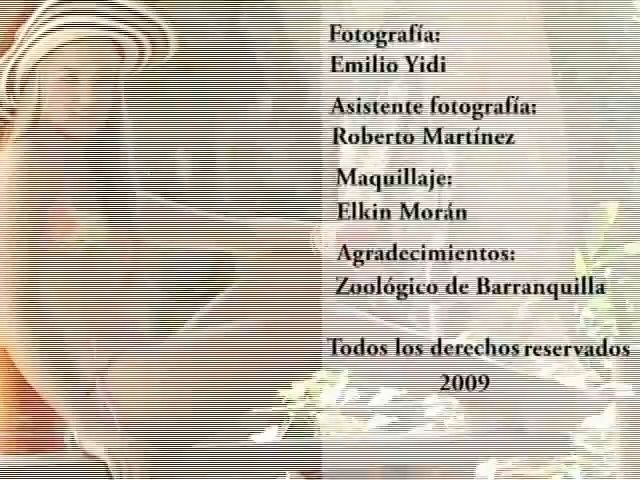 Fotografía:
Emilio Yidi
Asistente fotografía:
Roberto Martínez
Maquillaje:
Elkin Morán
Agradecimientos:
Zoológico de Barranquilla
Todos los derechos reservados
2009